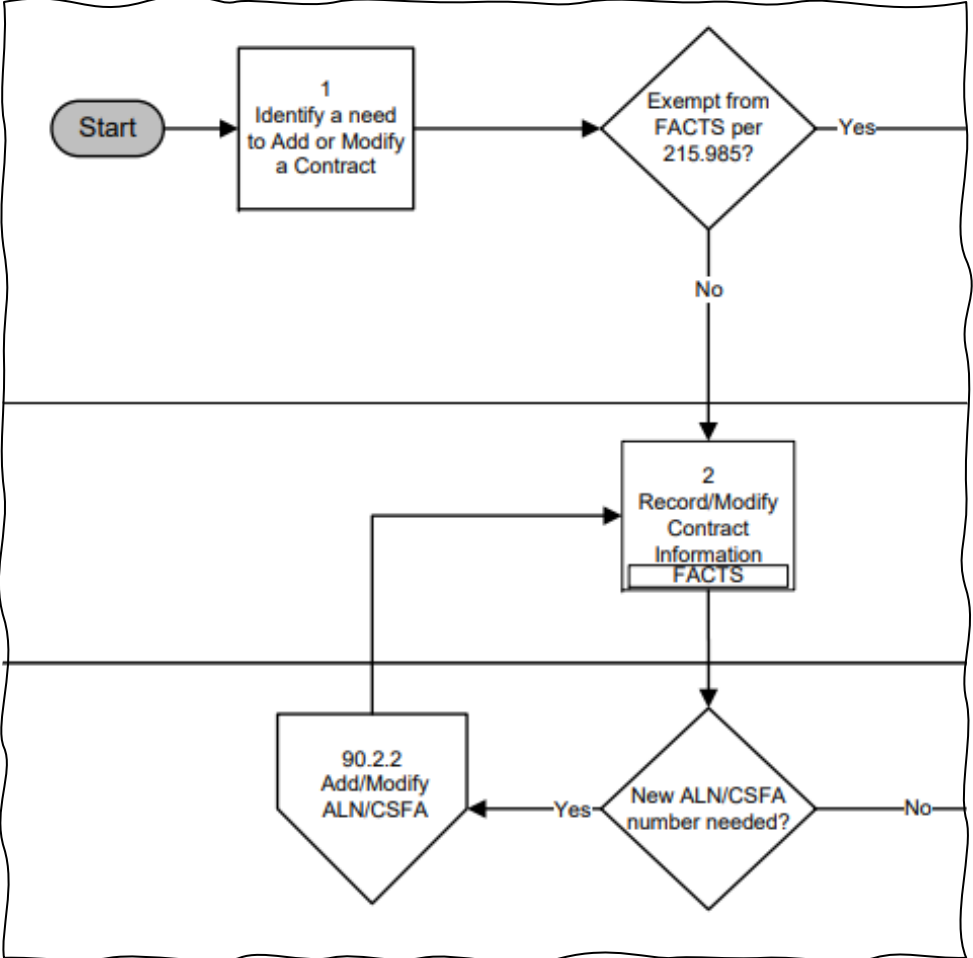 Start
1
Identify a need
to Add or Modify
a Contract
Exempt from
FACTS per
215.985?
Yes
No
2
Record/Modify
Contract
Information
FACTS
90.2.2
Add/Modify
ALN/CSFA
Yes
New ALN/CSFA
number needed?
No